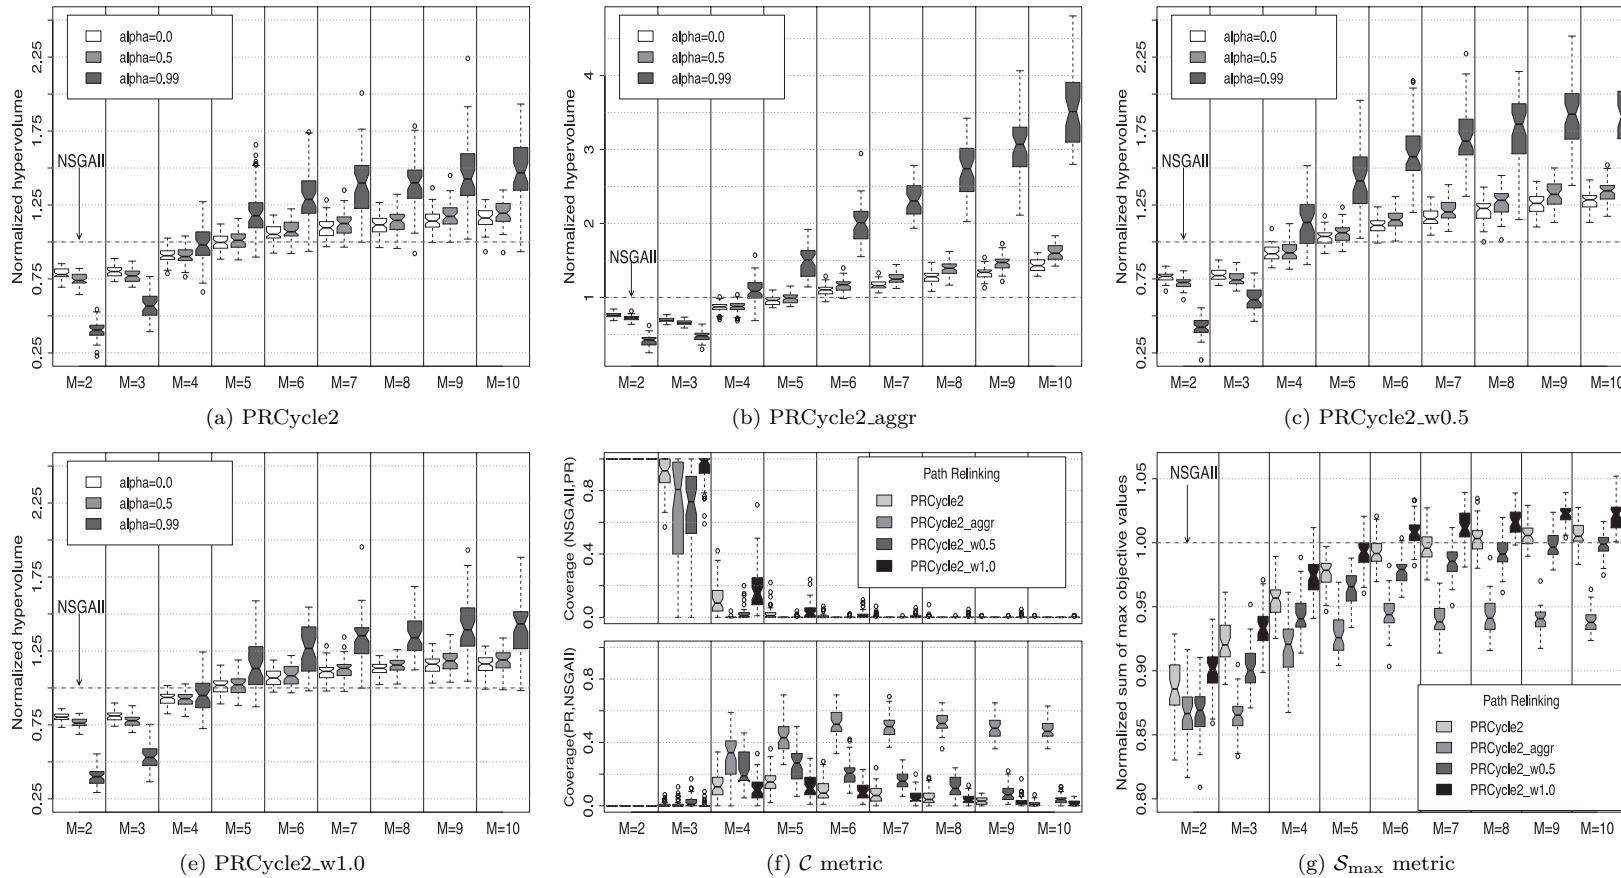 Normalized hypervolume
0.25 0.75 1.25 1.75 2.25
alpha=0.0
alpha=0.5
alpha=0.99
NSGAII
M=2 M=3 M=4 M=5 M=6 M=7 M=8 M=9 M=10
(a) PRCycle2
Normalized hypervolume
1 2 3 4
alpha=0.0
alpha=0.5
alpha=0.99
NSGAII
M=2 M=3 M=4 M=5 M=6 M=7 M=8 M=9 M=10
(b) PRCycle2_aggr
Normalized hypervolume
0.25 0.75 1.25 1.75 2.25
alpha=0.0
alpha=0.5
alpha=0.99
NSGAII
M=2 M=3 M=4 M=5 M=6 M=7 M=8 M=9 M=10
(c) PRCycle2_w0.5
Normalized hypervolume
0.25 0.75 1.25 1.75 2.25
alpha=0.0
alpha=0.5
alpha=0.99
NSGAII
M=2 M=3 M=4 M=5 M=6 M=7 M=8 M=9 M=10
(e) PRCycle2_w1.0
Coverage (NSGAII,PR)
0.0 0.4 0.8
Path Relinking
PRCycle2
PRCycle2_aggr
PRCycle2_w0.5
PRCycle2_w1.0
Coverage(PR,NSGAII)
0.0 0.4 0.8
M=2 M=3 M=4 M=5 M=6 M=7 M=8 M=9 M=10
(f) C metric
Normalized sum of max objective values
0.80 0.85 0.90 0.95 1.00 1.05
NSGAII
Path Relinking
PRCycle2
PRCycle2_aggr
PRCycle2_w0.5
PRCycle2_w1.0
M=2 M=3 M=4 M=5 M=6 M=7 M=8 M=9 M=10
(g) Smax metric